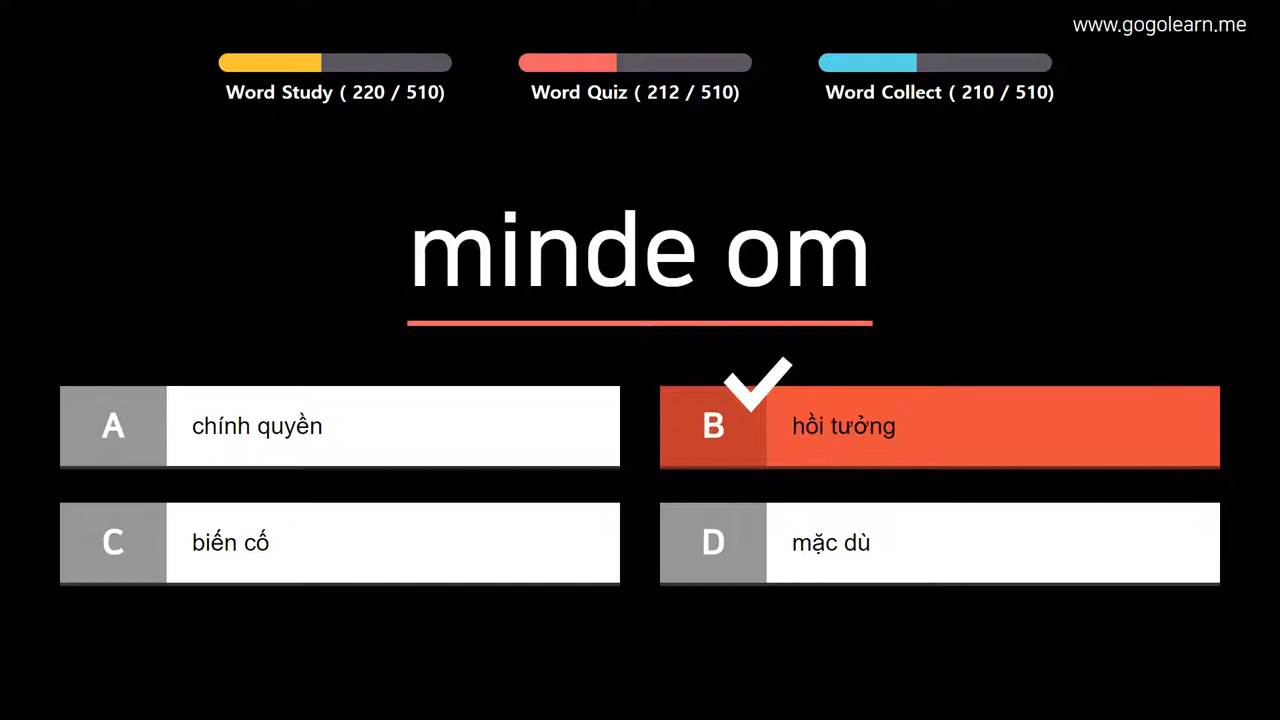 www.gogolearn.me
Word Study ( 220 / 510)
Word Quiz ( 212 / 510)
Word Collect ( 210 / 510)
minde om
A chính quyền
B hồi tưởng
C biến cố
D mặc dù